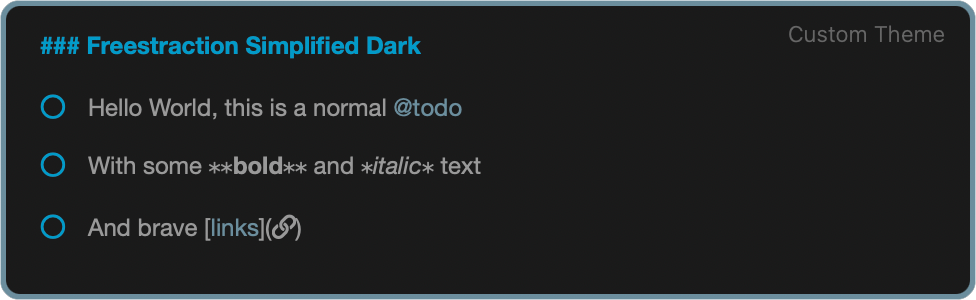 ### Freestraction Simplified Dark
Custom Theme
Hello World, this is a normal @todo
With some **bold** and *italic* text
And brave [links](🔗)